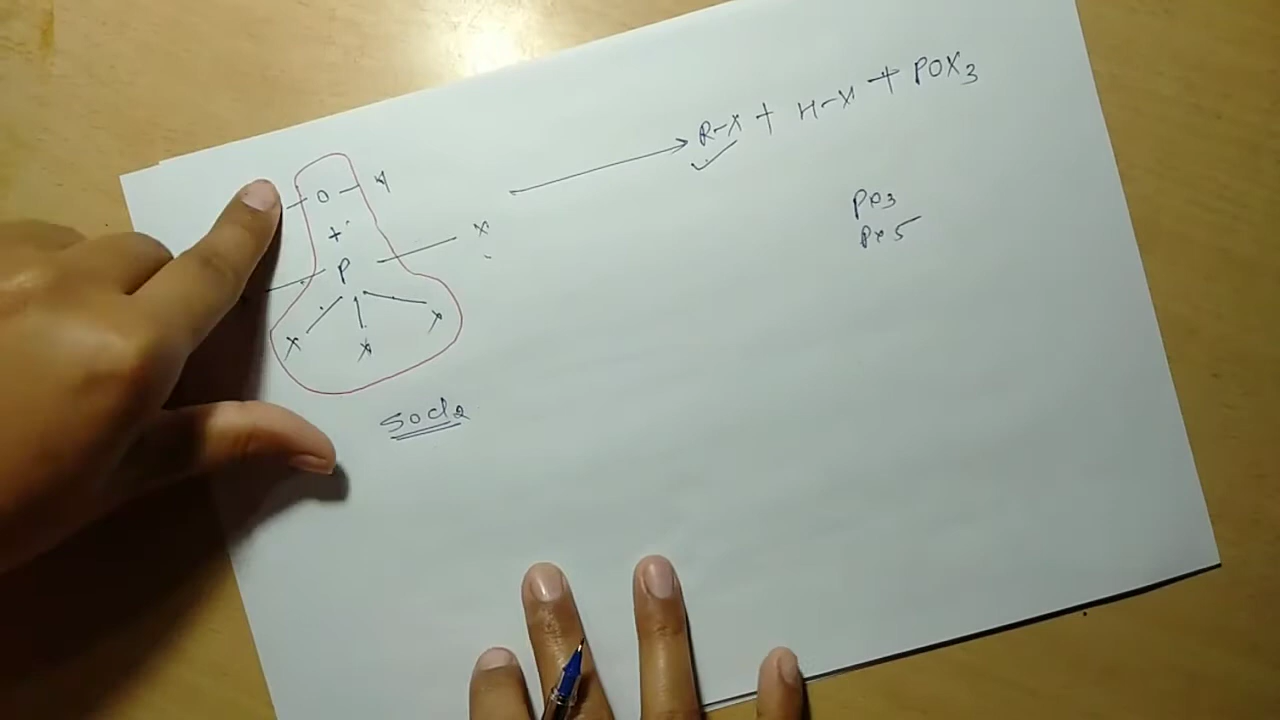 R-X + H-X + POX3
O - H
+
P
X
X X X
PX3
PX5
SOCl2